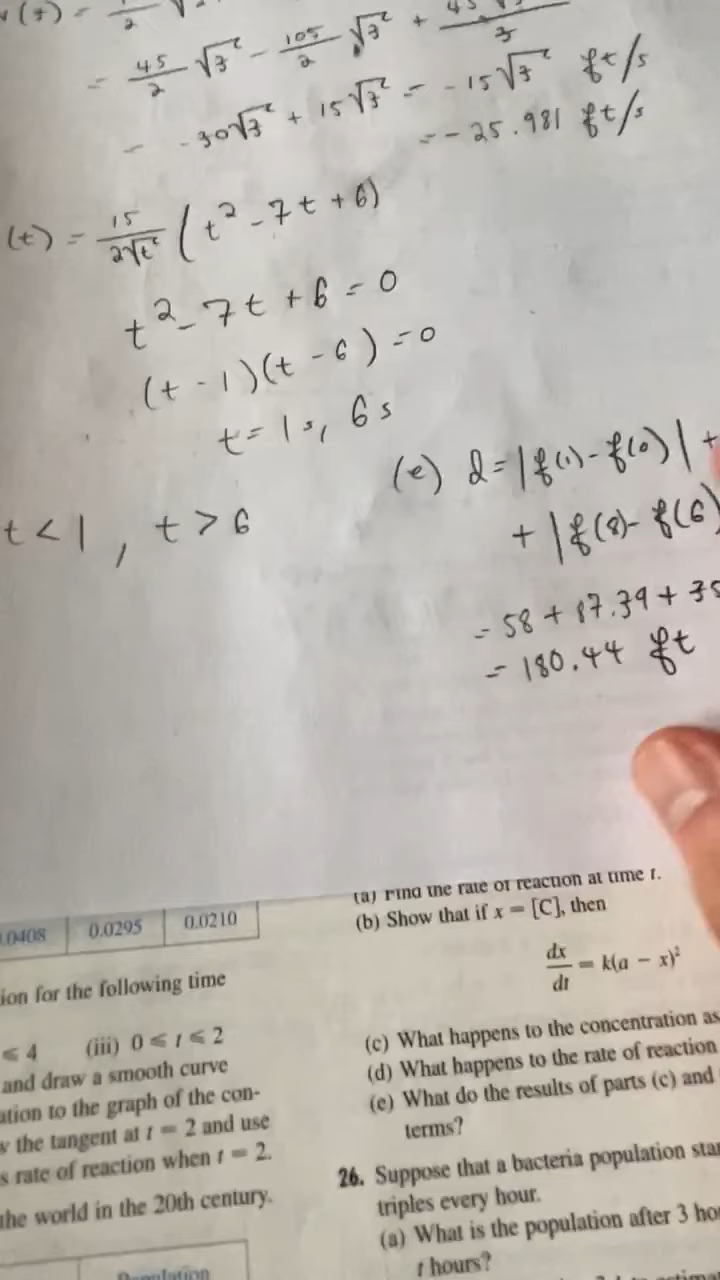 v(t) = 1/2 √
= 45/2 √3 - 105/2 √3 + 45
- 30√3 + 15√3 = -15√3 ft/s
= -25.981 ft/s
(t) = 15/2√t (t² - 7t + 6)
t² - 7t + 6 = 0
(t - 1)(t - 6) = 0
t = 1s, 6s
t < 1, t > 6
(e) d = |f(1) - f(0)| +
+ |f(8) - f(6)
= 58 + 87.39 + 35
= 180.44 ft
.0408 0.0295 0.0210
ion for the following time
≤ 4 (iii) 0 ≤ t ≤ 2
and draw a smooth curve
ation to the graph of the con-
the tangent at t = 2 and use
s rate of reaction when t = 2.
the world in the 20th century.
Population
(a) Find the rate of reaction at time t.
(b) Show that if x = [C], then
dx/dt = k(a - x)²
(c) What happens to the concentration as
(d) What happens to the rate of reaction
(e) What do the results of parts (c) and
terms?
26. Suppose that a bacteria population star
triples every hour.
(a) What is the population after 3 ho
t hours?